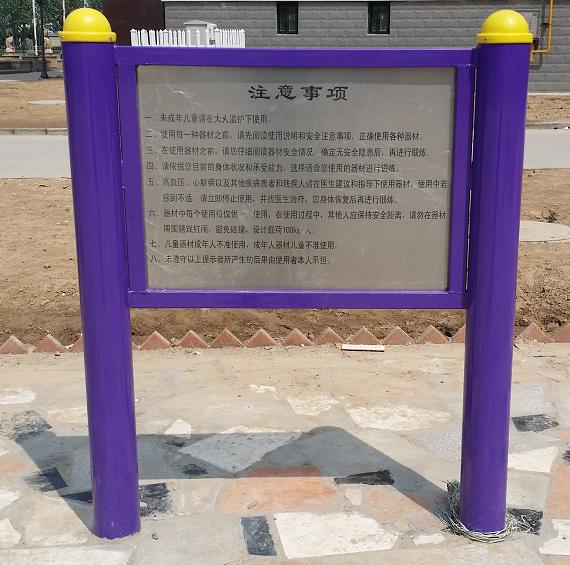 注意事项
一、未成年儿童请在大人监护下使用。
二、使用每一种器材之前，请先阅读使用说明和安全注意事项，正确使用各种器材。
三、在使用器材之前，请您仔细阅读器材安全情况，确定无安全隐患后，再进行锻炼。
四、请依据您目前的身体状况和承受能力，选择适合您使用的器材进行锻炼。
五、高血压、心脏病以及其他疾病患者和残疾人请在医生建议和指导下使用器材，使用中若
感到不适，请立即停止使用，并找医生治疗，您身体恢复后再进行锻炼。
六、器材中每个使用位仅供一 使用，在使用过程中，其他人应保持安全距离，请勿在器材
周围嬉戏打闹，避免碰撞，设计载荷100kg/人。
七、儿童器材成年人不准使用，成年人器材儿童不准使用。
八、未遵守以上提示者所产生的后果由使用者本人承担。